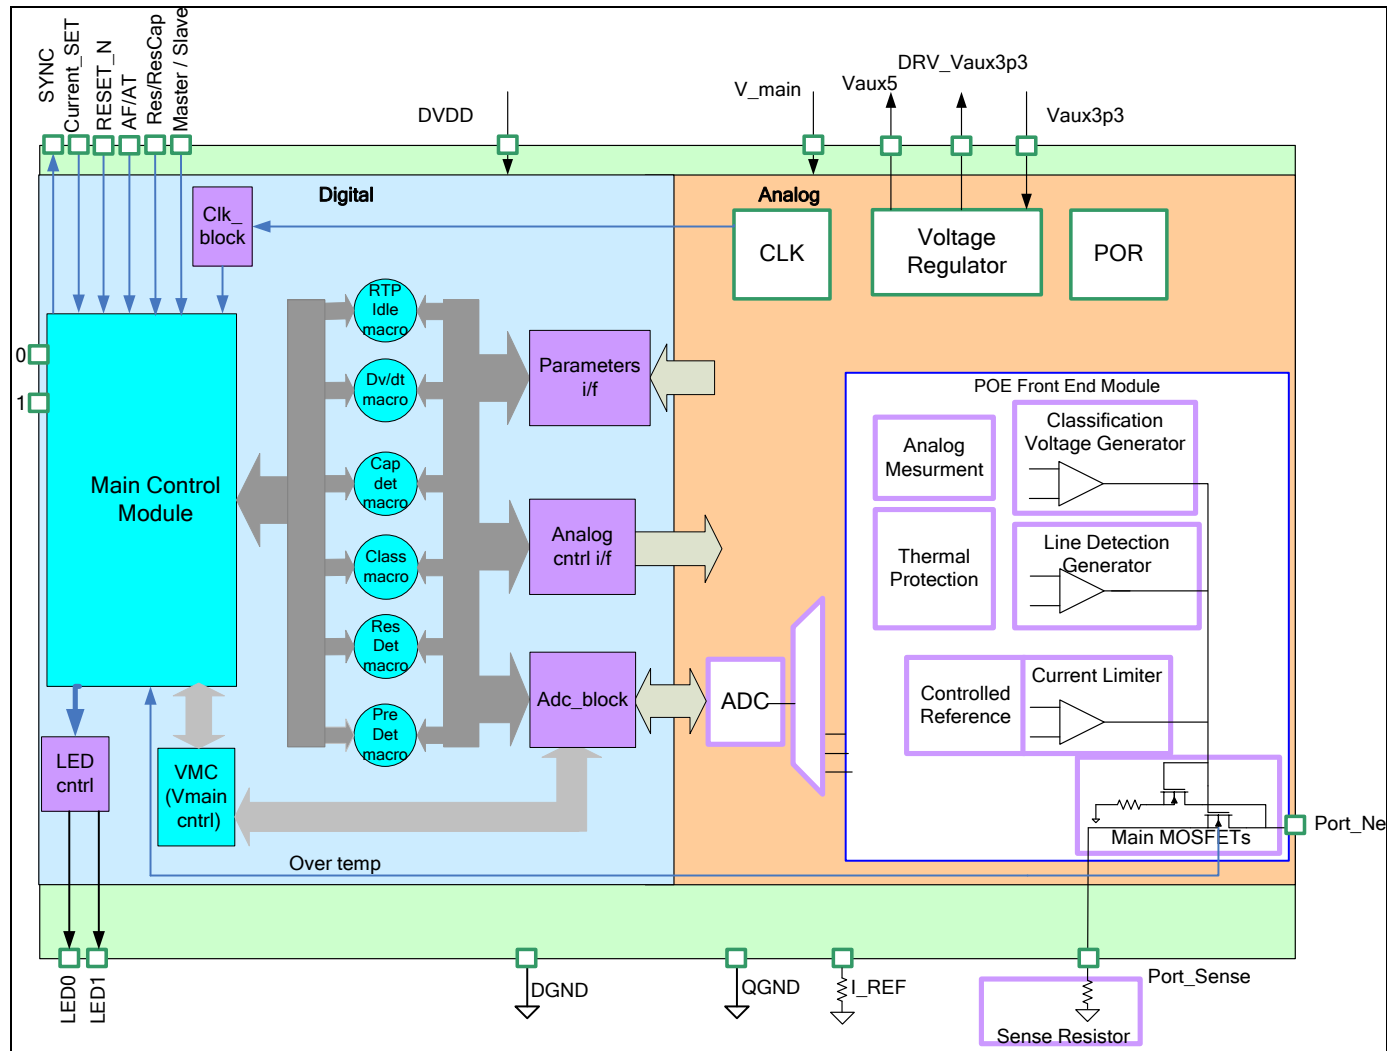 SYNC
Current_SET
RESET_N
AF/AT
Res/ResCap
Master / Slave
DVDD
V_main
Vaux5
DRV_Vaux3p3
Vaux3p3
Digital
Analog
Clk_
block
CLK
Voltage
Regulator
POR
0
1
Main Control
Module
RTP
Idle
macro
Dv/dt
macro
Cap
det
macro
Class
macro
Res
Det
macro
Pre
Det
macro
Parameters
i/f
Analog
cntrl i/f
Adc_block
ADC
POE Front End Module
Analog
Mesurment
Classification
Voltage Generator
Thermal
Protection
Line Detection
Generator
Controlled
Reference
Current Limiter
Main MOSFETs
Port_Ne
LED
cntrl
VMC
(Vmain
cntrl)
Over temp
LED0
LED1
DGND
QGND
I_REF
Port_Sense
Sense Resistor